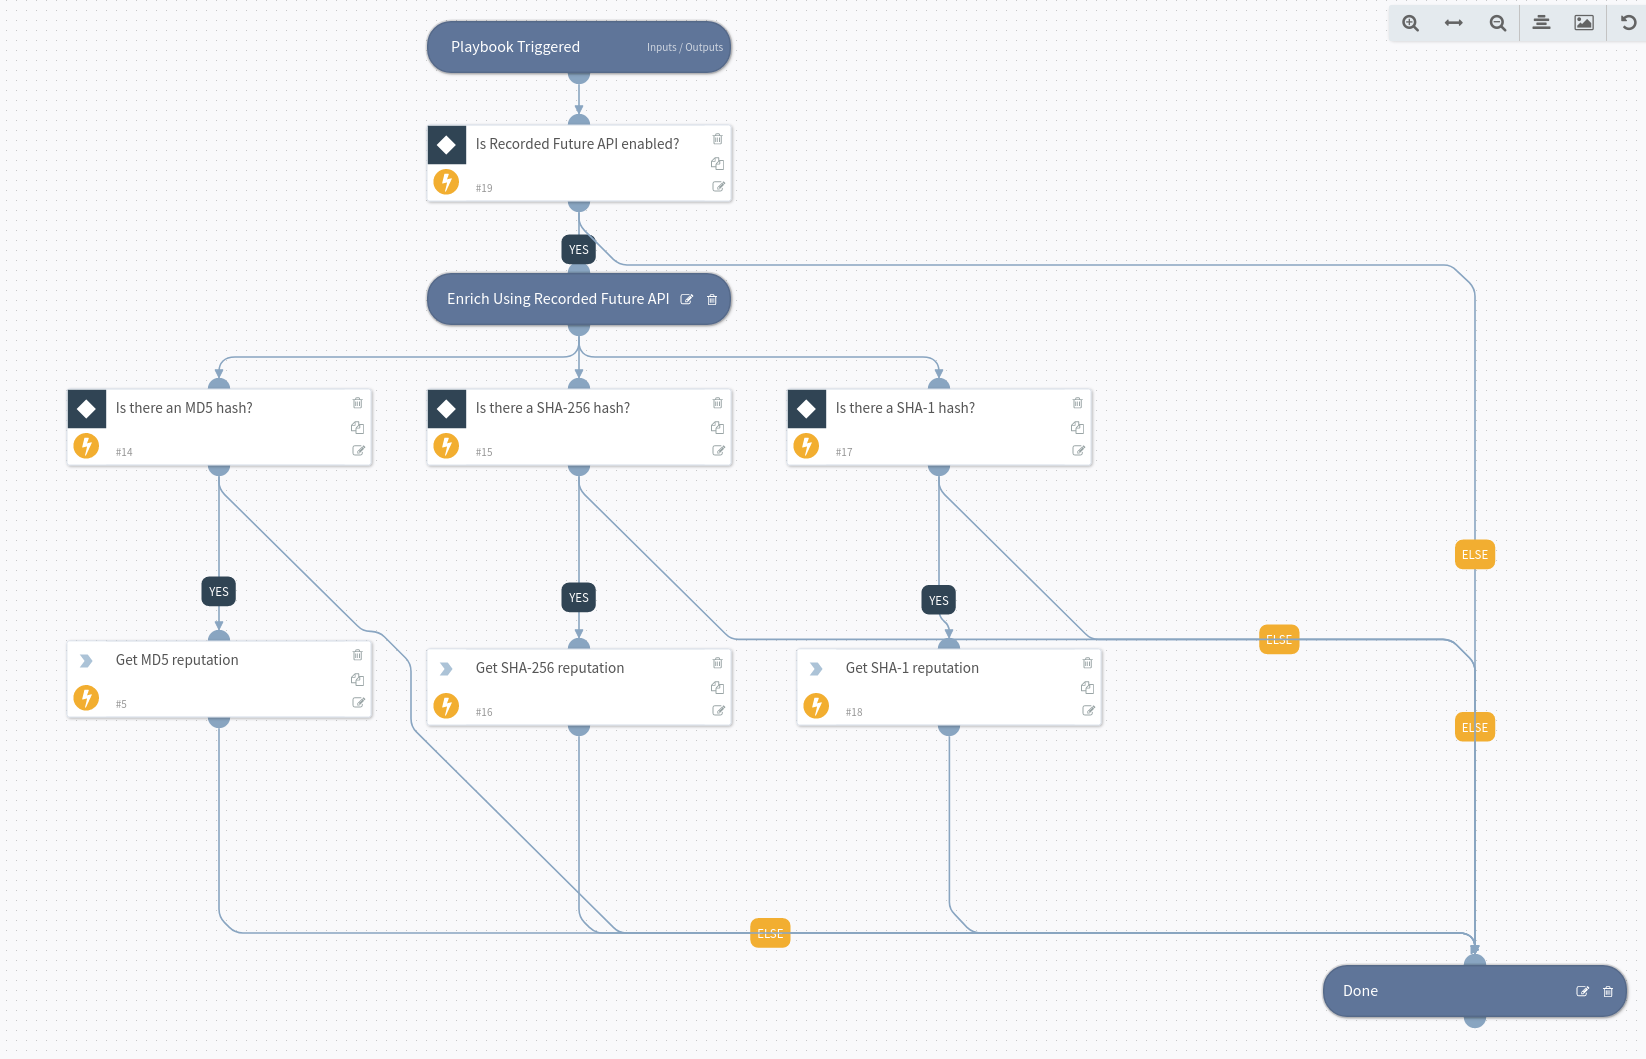 Playbook Triggered Inputs / Outputs
Is Recorded Future API enabled?
#19
YES
Enrich Using Recorded Future API
Is there an MD5 hash?
#14
Is there a SHA-256 hash?
#15
Is there a SHA-1 hash?
#17
ELSE
YES
YES
YES
ELSE
Get MD5 reputation
#5
Get SHA-256 reputation
#16
Get SHA-1 reputation
#18
ELSE
ELSE
Done